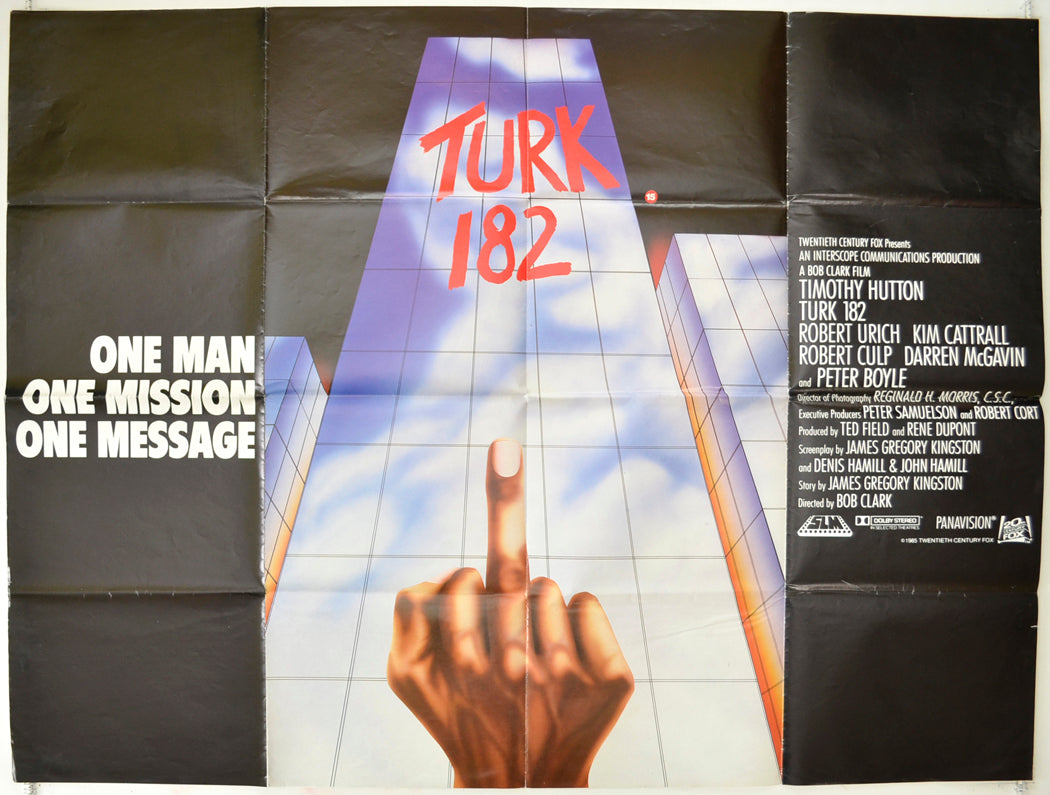 TURK
182
15
ONE MAN
ONE MISSION
ONE MESSAGE
TWENTIETH CENTURY FOX Presents
AN INTERSCOPE COMMUNICATIONS PRODUCTION
A BOB CLARK FILM
TIMOTHY HUTTON
TURK 182
ROBERT URICH KIM CATTRALL
ROBERT CULP DARREN McGAVIN
and PETER BOYLE
Director of Photography REGINALD H. MORRIS, C.S.C.,
Executive Producers PETER SAMUELSON and ROBERT CORT
Produced by TED FIELD and RENE DUPONT
Screenplay by JAMES GREGORY KINGSTON
and DENIS HAMILL & JOHN HAMILL
Story by JAMES GREGORY KINGSTON
Directed by BOB CLARK
SLM DOLBY STEREO PANAVISION®
IN SELECTED THEATRES
20th CENTURY FOX
©1985 TWENTIETH CENTURY FOX